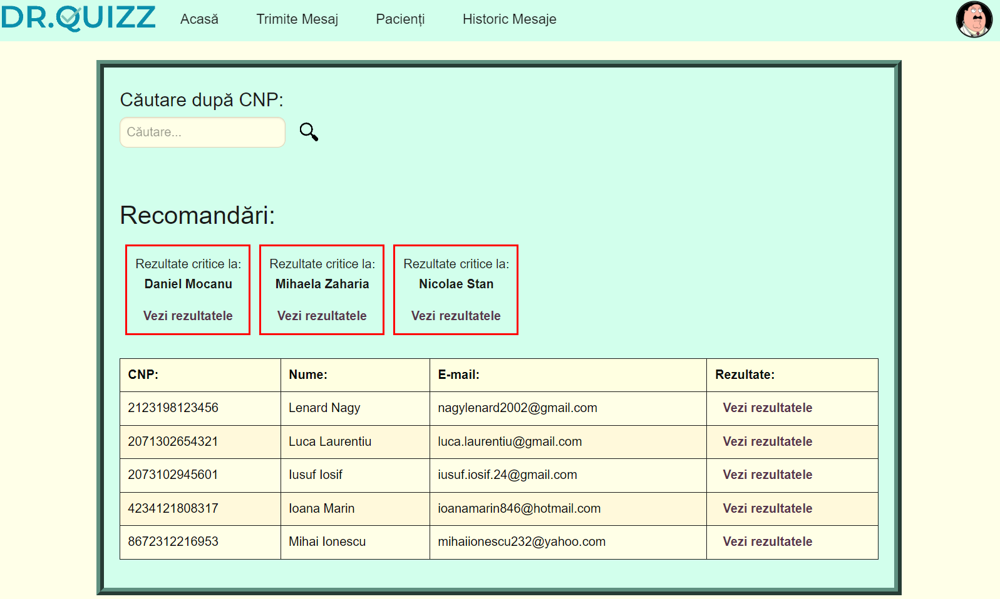 DR.QUIZZ Acasă Trimite Mesaj Pacienți Historic Mesaje
Căutare după CNP:
Căutare...
Recomandări:
Rezultate critice la:
Daniel Mocanu
Vezi rezultatele
Rezultate critice la:
Mihaela Zaharia
Vezi rezultatele
Rezultate critice la:
Nicolae Stan
Vezi rezultatele
CNP: Nume: E-mail: Rezultate:
2123198123456 Lenard Nagy nagylenard2002@gmail.com Vezi rezultatele
2071302654321 Luca Laurentiu luca.laurentiu@gmail.com Vezi rezultatele
2073102945601 Iusuf Iosif iusuf.iosif.24@gmail.com Vezi rezultatele
4234121808317 Ioana Marin ioanamarin846@hotmail.com Vezi rezultatele
8672312216953 Mihai Ionescu mihaiionescu232@yahoo.com Vezi rezultatele